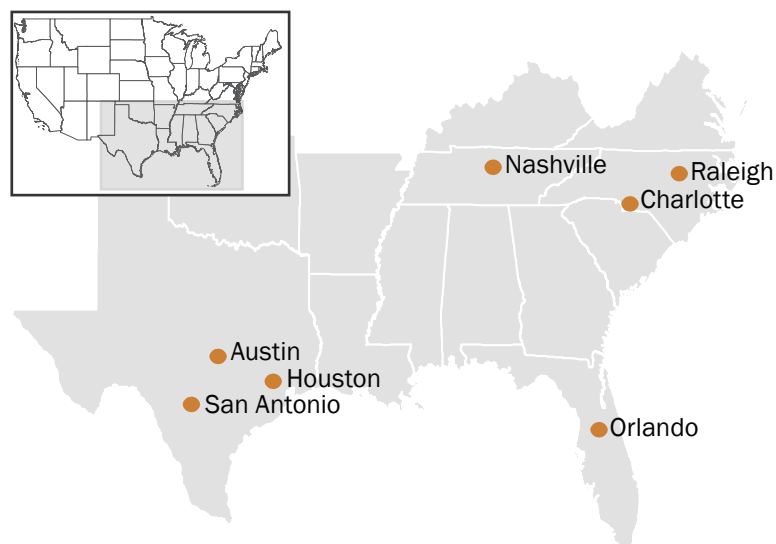 Nashville
Raleigh
Charlotte
Austin
Houston
San Antonio
Orlando